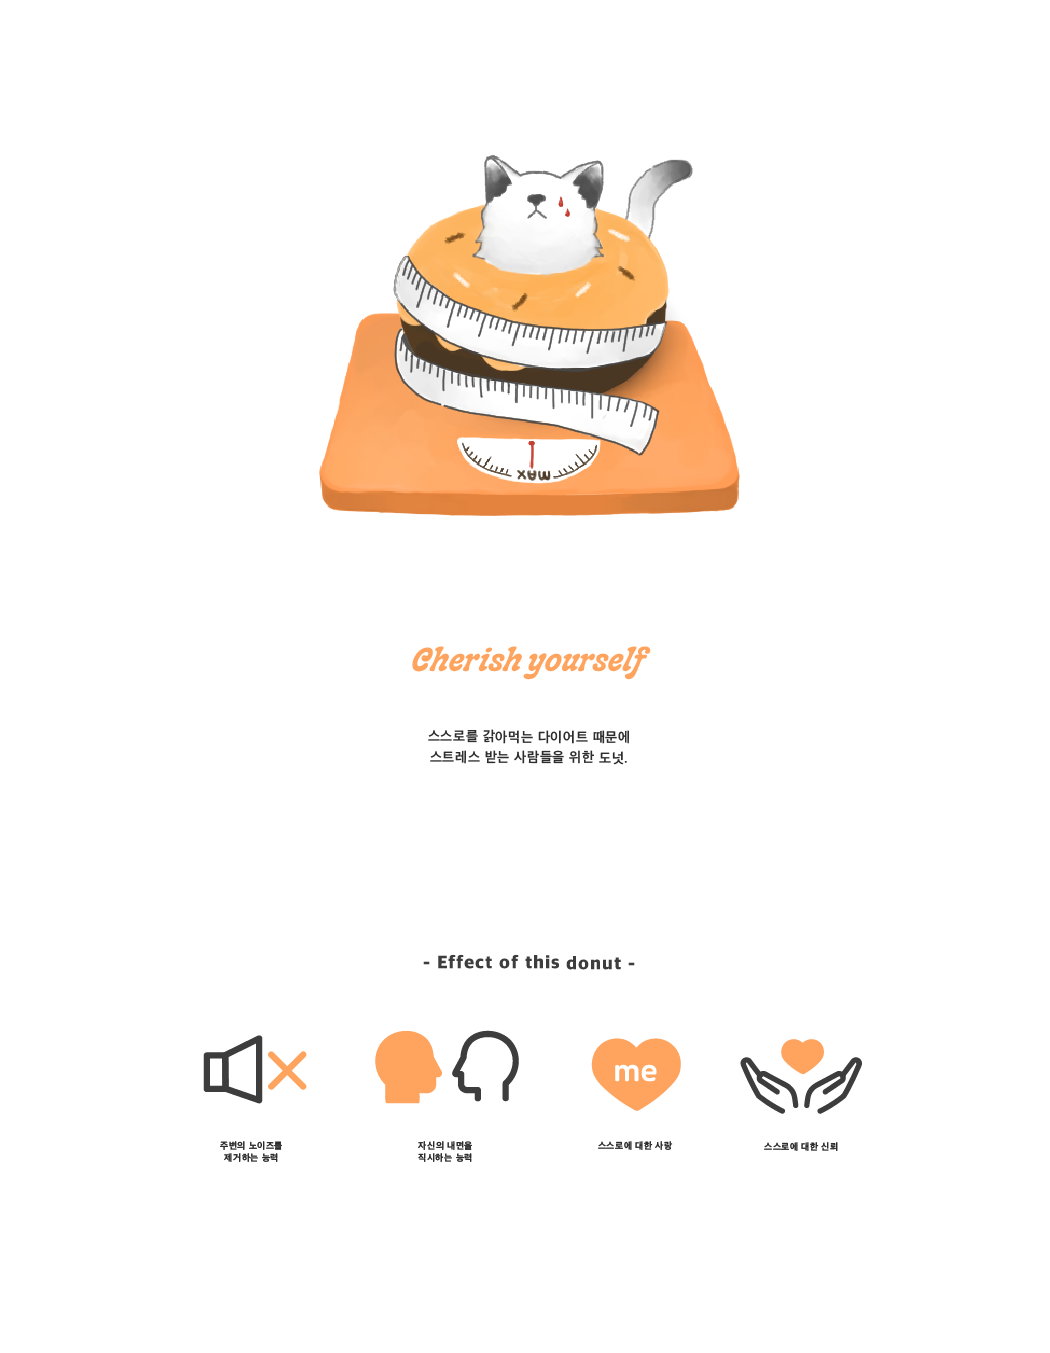 MAX
Cherish yourself
스스로를 갉아먹는 다이어트 때문에
스트레스 받는 사람들을 위한 도넛.
- Effect of this donut -
me
주변의 노이즈를
제거하는 능력
자신의 내면을
직시하는 능력
스스로에 대한 사랑
스스로에 대한 신뢰